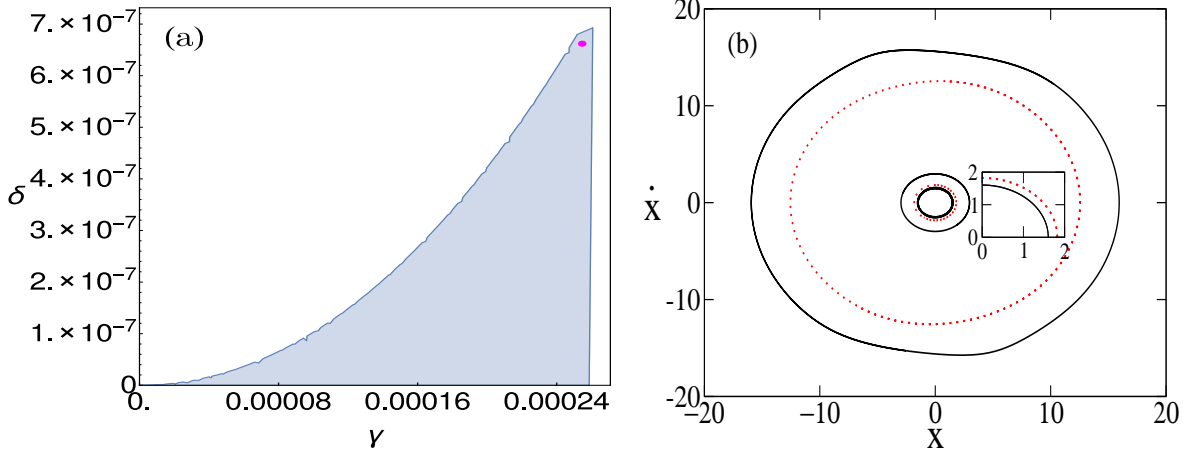 (a)
7. × 10⁻⁷
6. × 10⁻⁷
5. × 10⁻⁷
4. × 10⁻⁷
δ
3. × 10⁻⁷
2. × 10⁻⁷
1. × 10⁻⁷
0
0. 0.00008 0.00016 0.00024
γ
(b)
20
10
ẋ 0
-10
-20
−20 −10 0 10 20
x
2
1
0
0 1 2